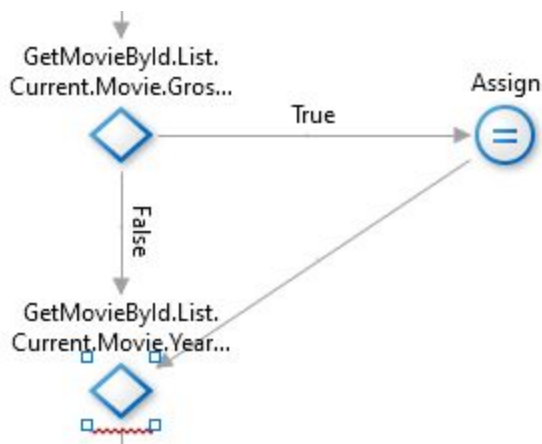 GetMovieById.List.
Current.Movie.Gros...
Assign
True
=
False
GetMovieById.List.
Current.Movie.Year...